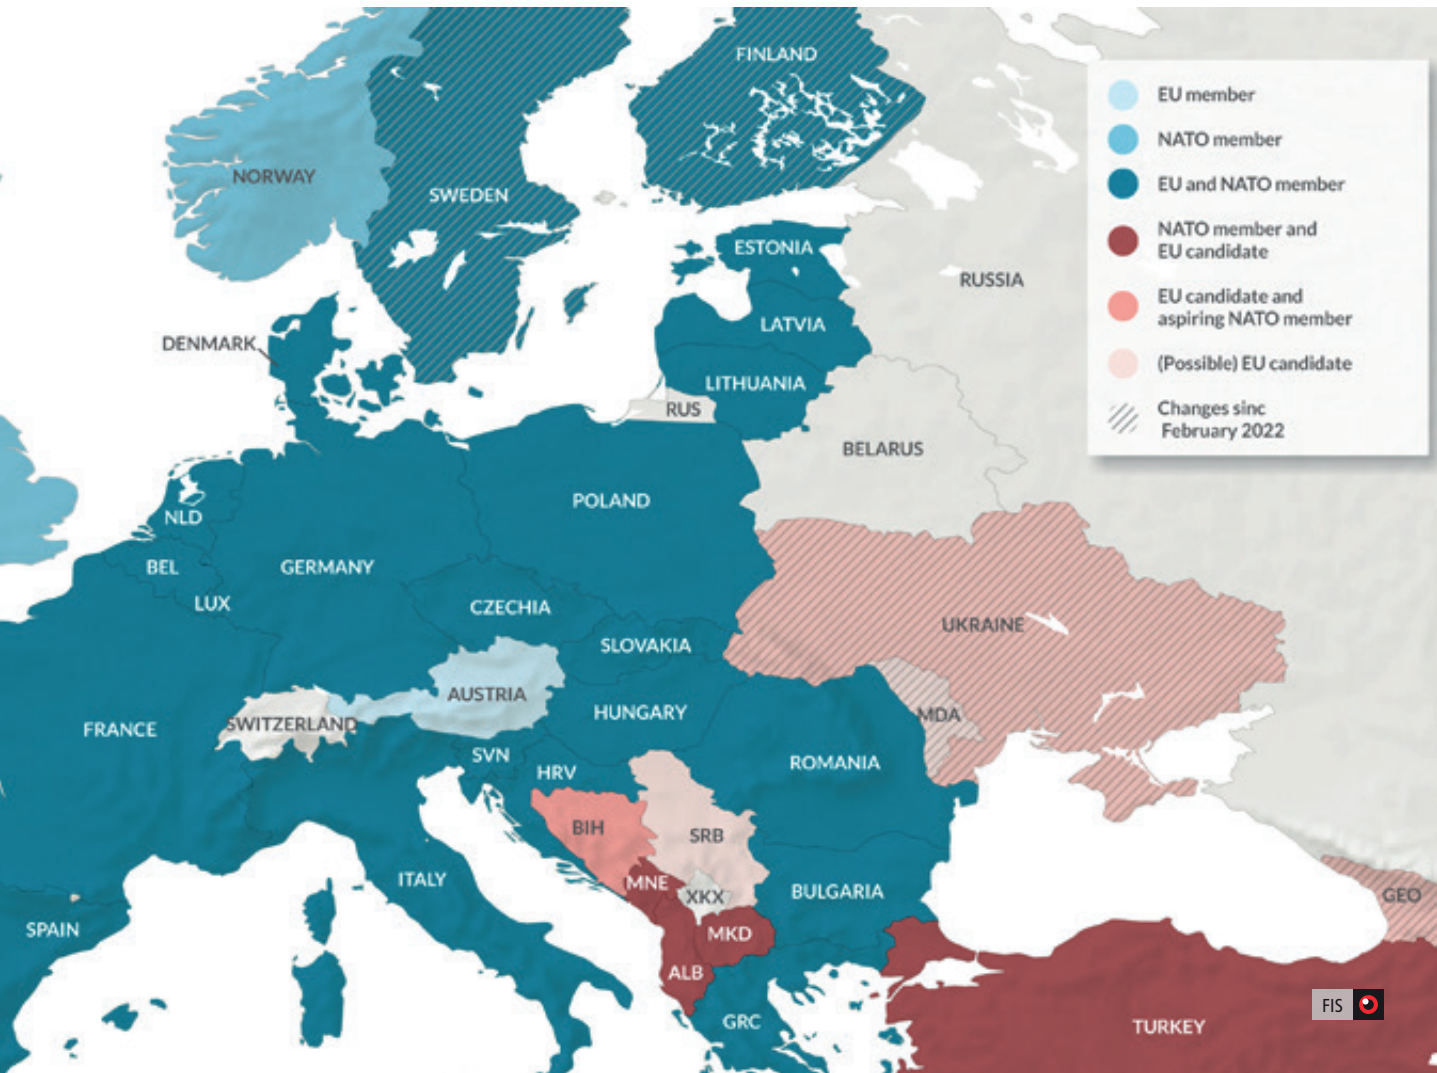 FINLAND
NORWAY
SWEDEN
ESTONIA
RUSSIA
LATVIA
DENMARK
LITHUANIA
RUS
BELARUS
POLAND
NLD
BEL
GERMANY
LUX
CZECHIA
UKRAINE
SLOVAKIA
AUSTRIA
HUNGARY
MDA
SWITZERLAND
FRANCE
SVN
ROMANIA
HRV
BIH
SRB
ITALY
MNE
XKX
BULGARIA
GEO
SPAIN
MKD
ALB
GRC
TURKEY
EU member
NATO member
EU and NATO member
NATO member and
EU candidate
EU candidate and
aspiring NATO member
(Possible) EU candidate
Changes sinc
February 2022
FIS